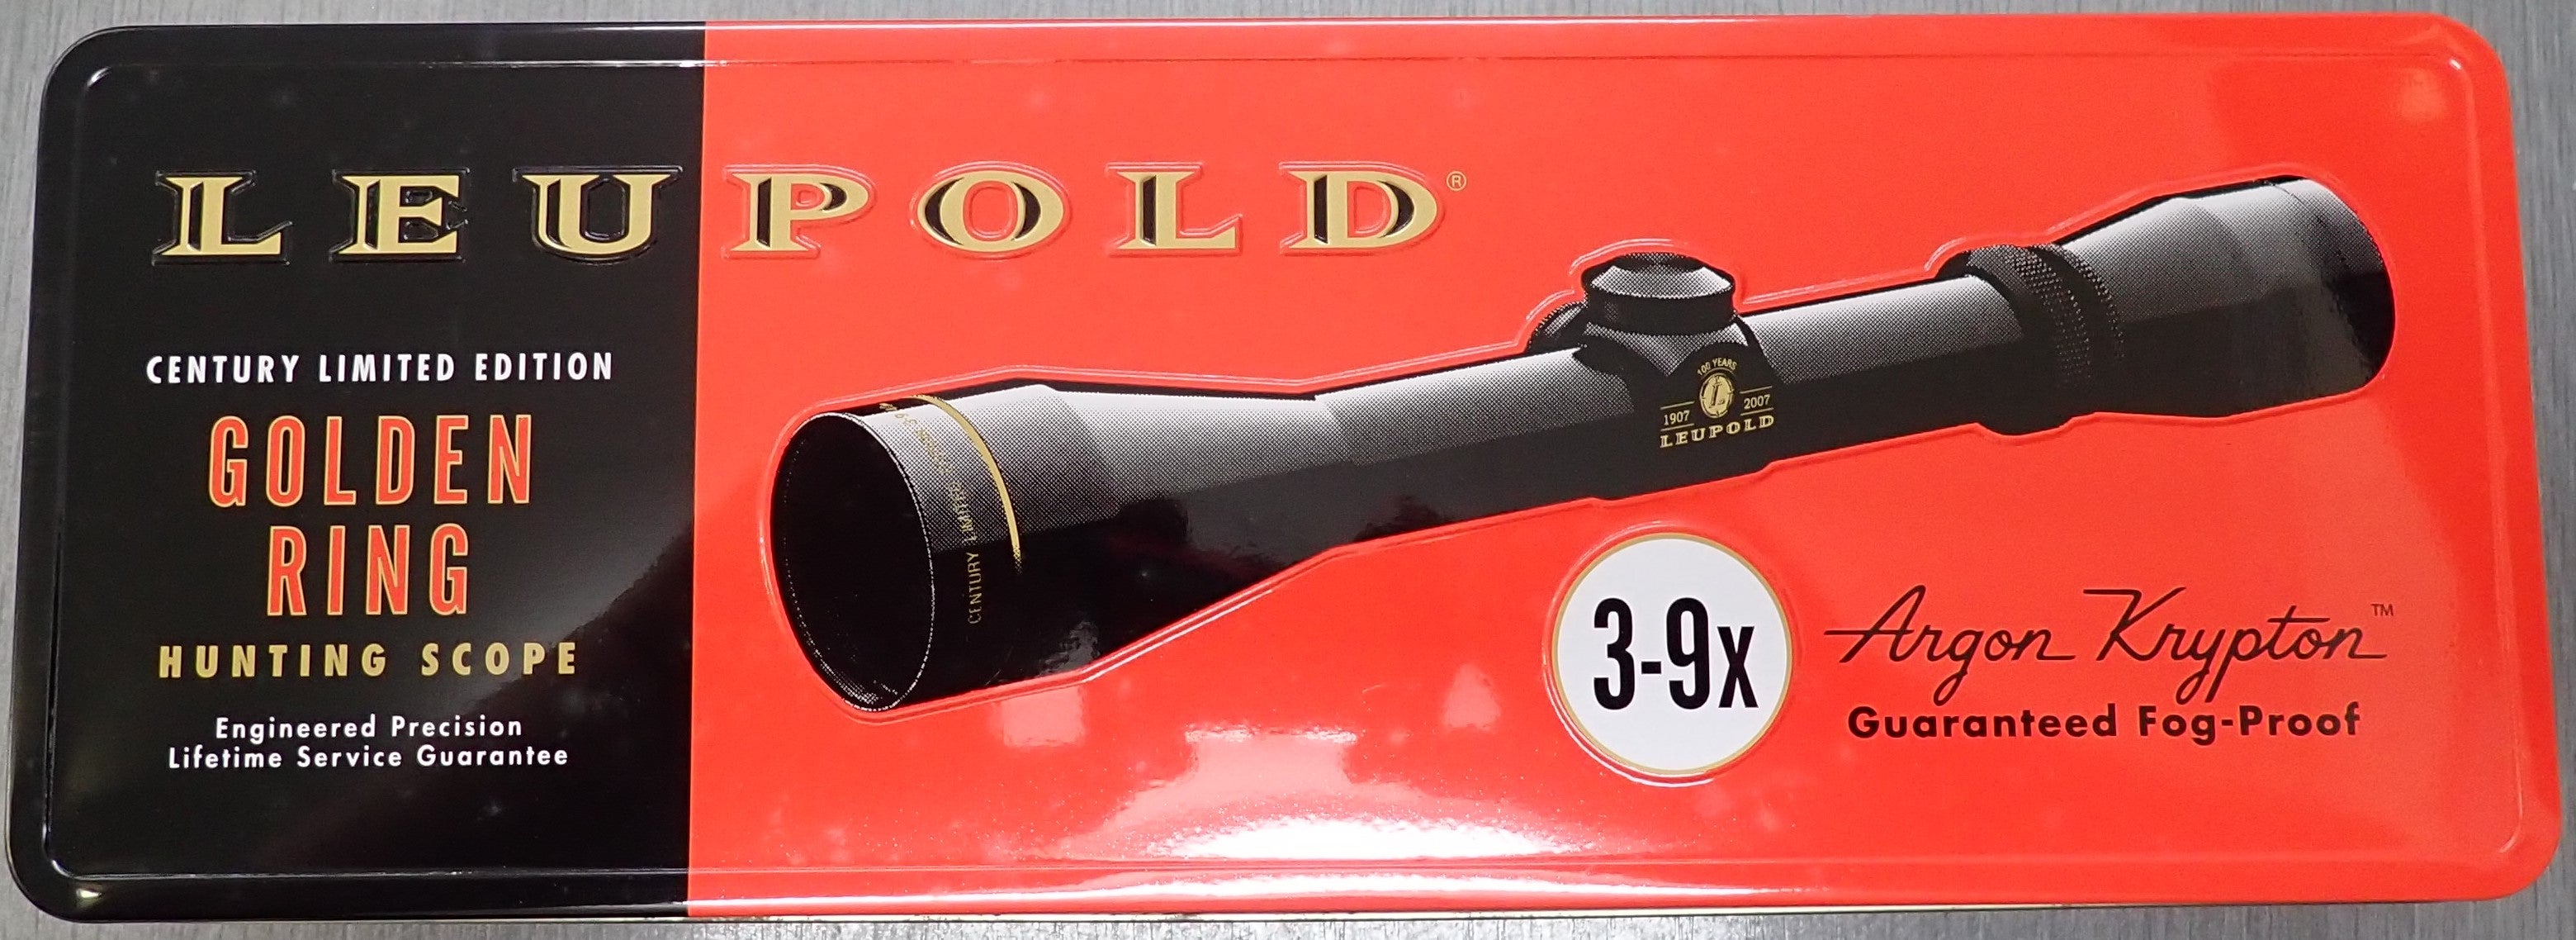 LEUPOLD®
CENTURY LIMITED EDITION
GOLDEN
RING
HUNTING SCOPE
Engineered Precision
Lifetime Service Guarantee
CENTURY LIMITED
100 YEARS
L
1907 2007
LEUPOLD
3-9x
Argon Krypton™
Guaranteed Fog-Proof